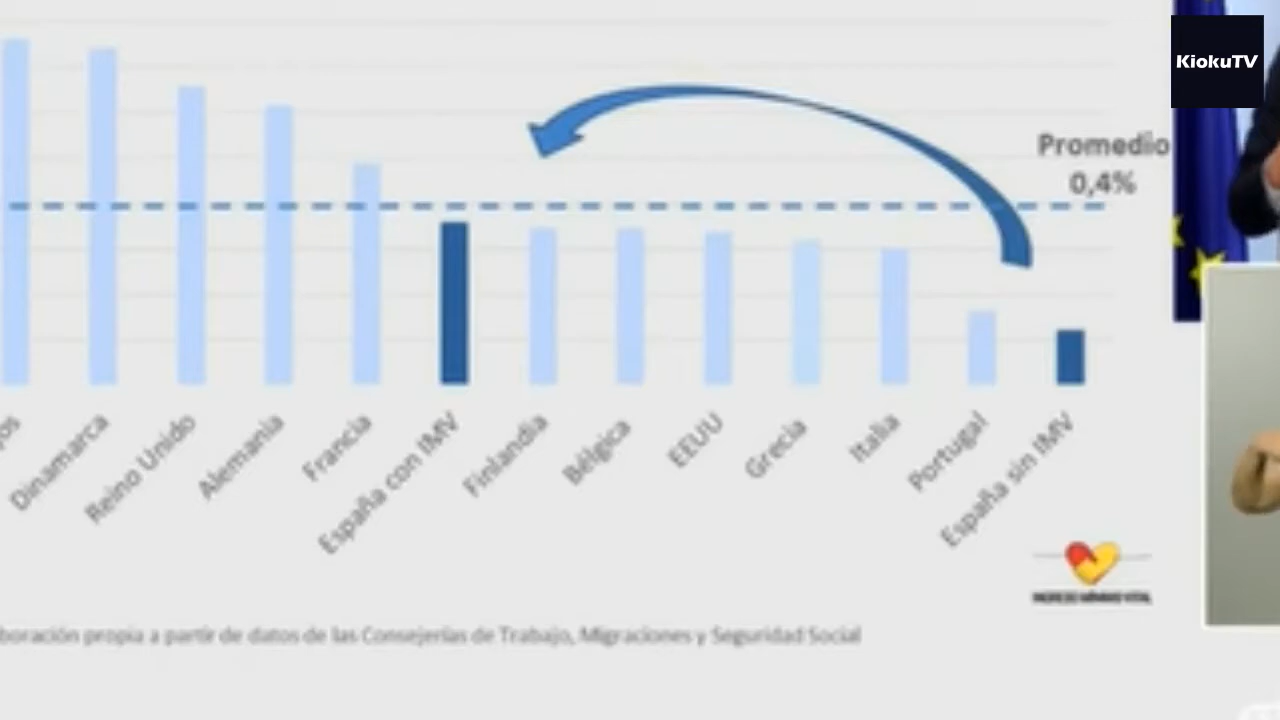 KiokuTV
Promedio
0,4%
Dinamarca
Reino Unido
Alemania
Francia
España con IMV
Finlandia
Bélgica
EEUU
Grecia
Italia
Portugal
España sin IMV
INGRESO MÍNIMO VITAL
boración propia a partir de datos de las Consejerías de Trabajo, Migraciones y Seguridad Social